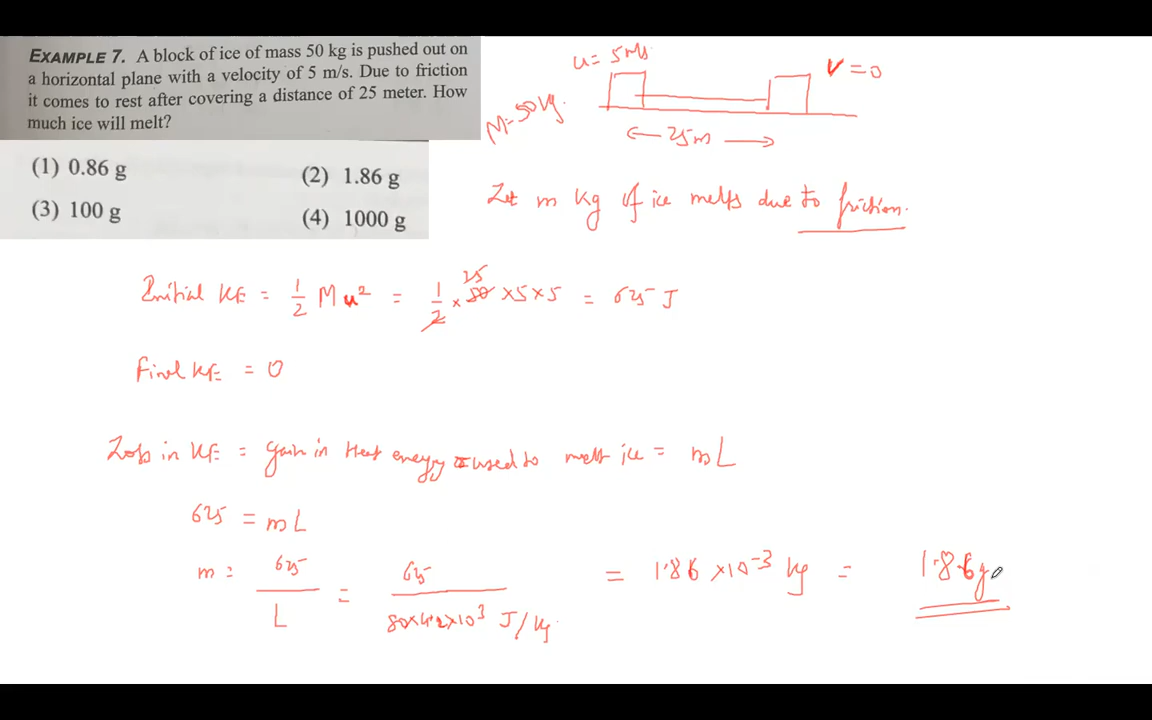 EXAMPLE 7. A block of ice of mass 50 kg is pushed out on
a horizontal plane with a velocity of 5 m/s. Due to friction
it comes to rest after covering a distance of 25 meter. How
much ice will melt?
(1) 0.86 g
(2) 1.86 g
(3) 100 g
(4) 1000 g
u = 5 m/s
V = 0
M = 50 kg.
25m
Let m kg of ice melts due to friction.
Initial KE = 1/2 M u² = 1/2 × 50 × 5 × 5 = 625 J
25
Final KE = 0
Loss in KE = gain in Heat energy used to melt ice = mL
625 = mL
m = 625/L = 625/(80×4.2×10³ J/kg) = 1.86 × 10⁻³ kg = 1.86g